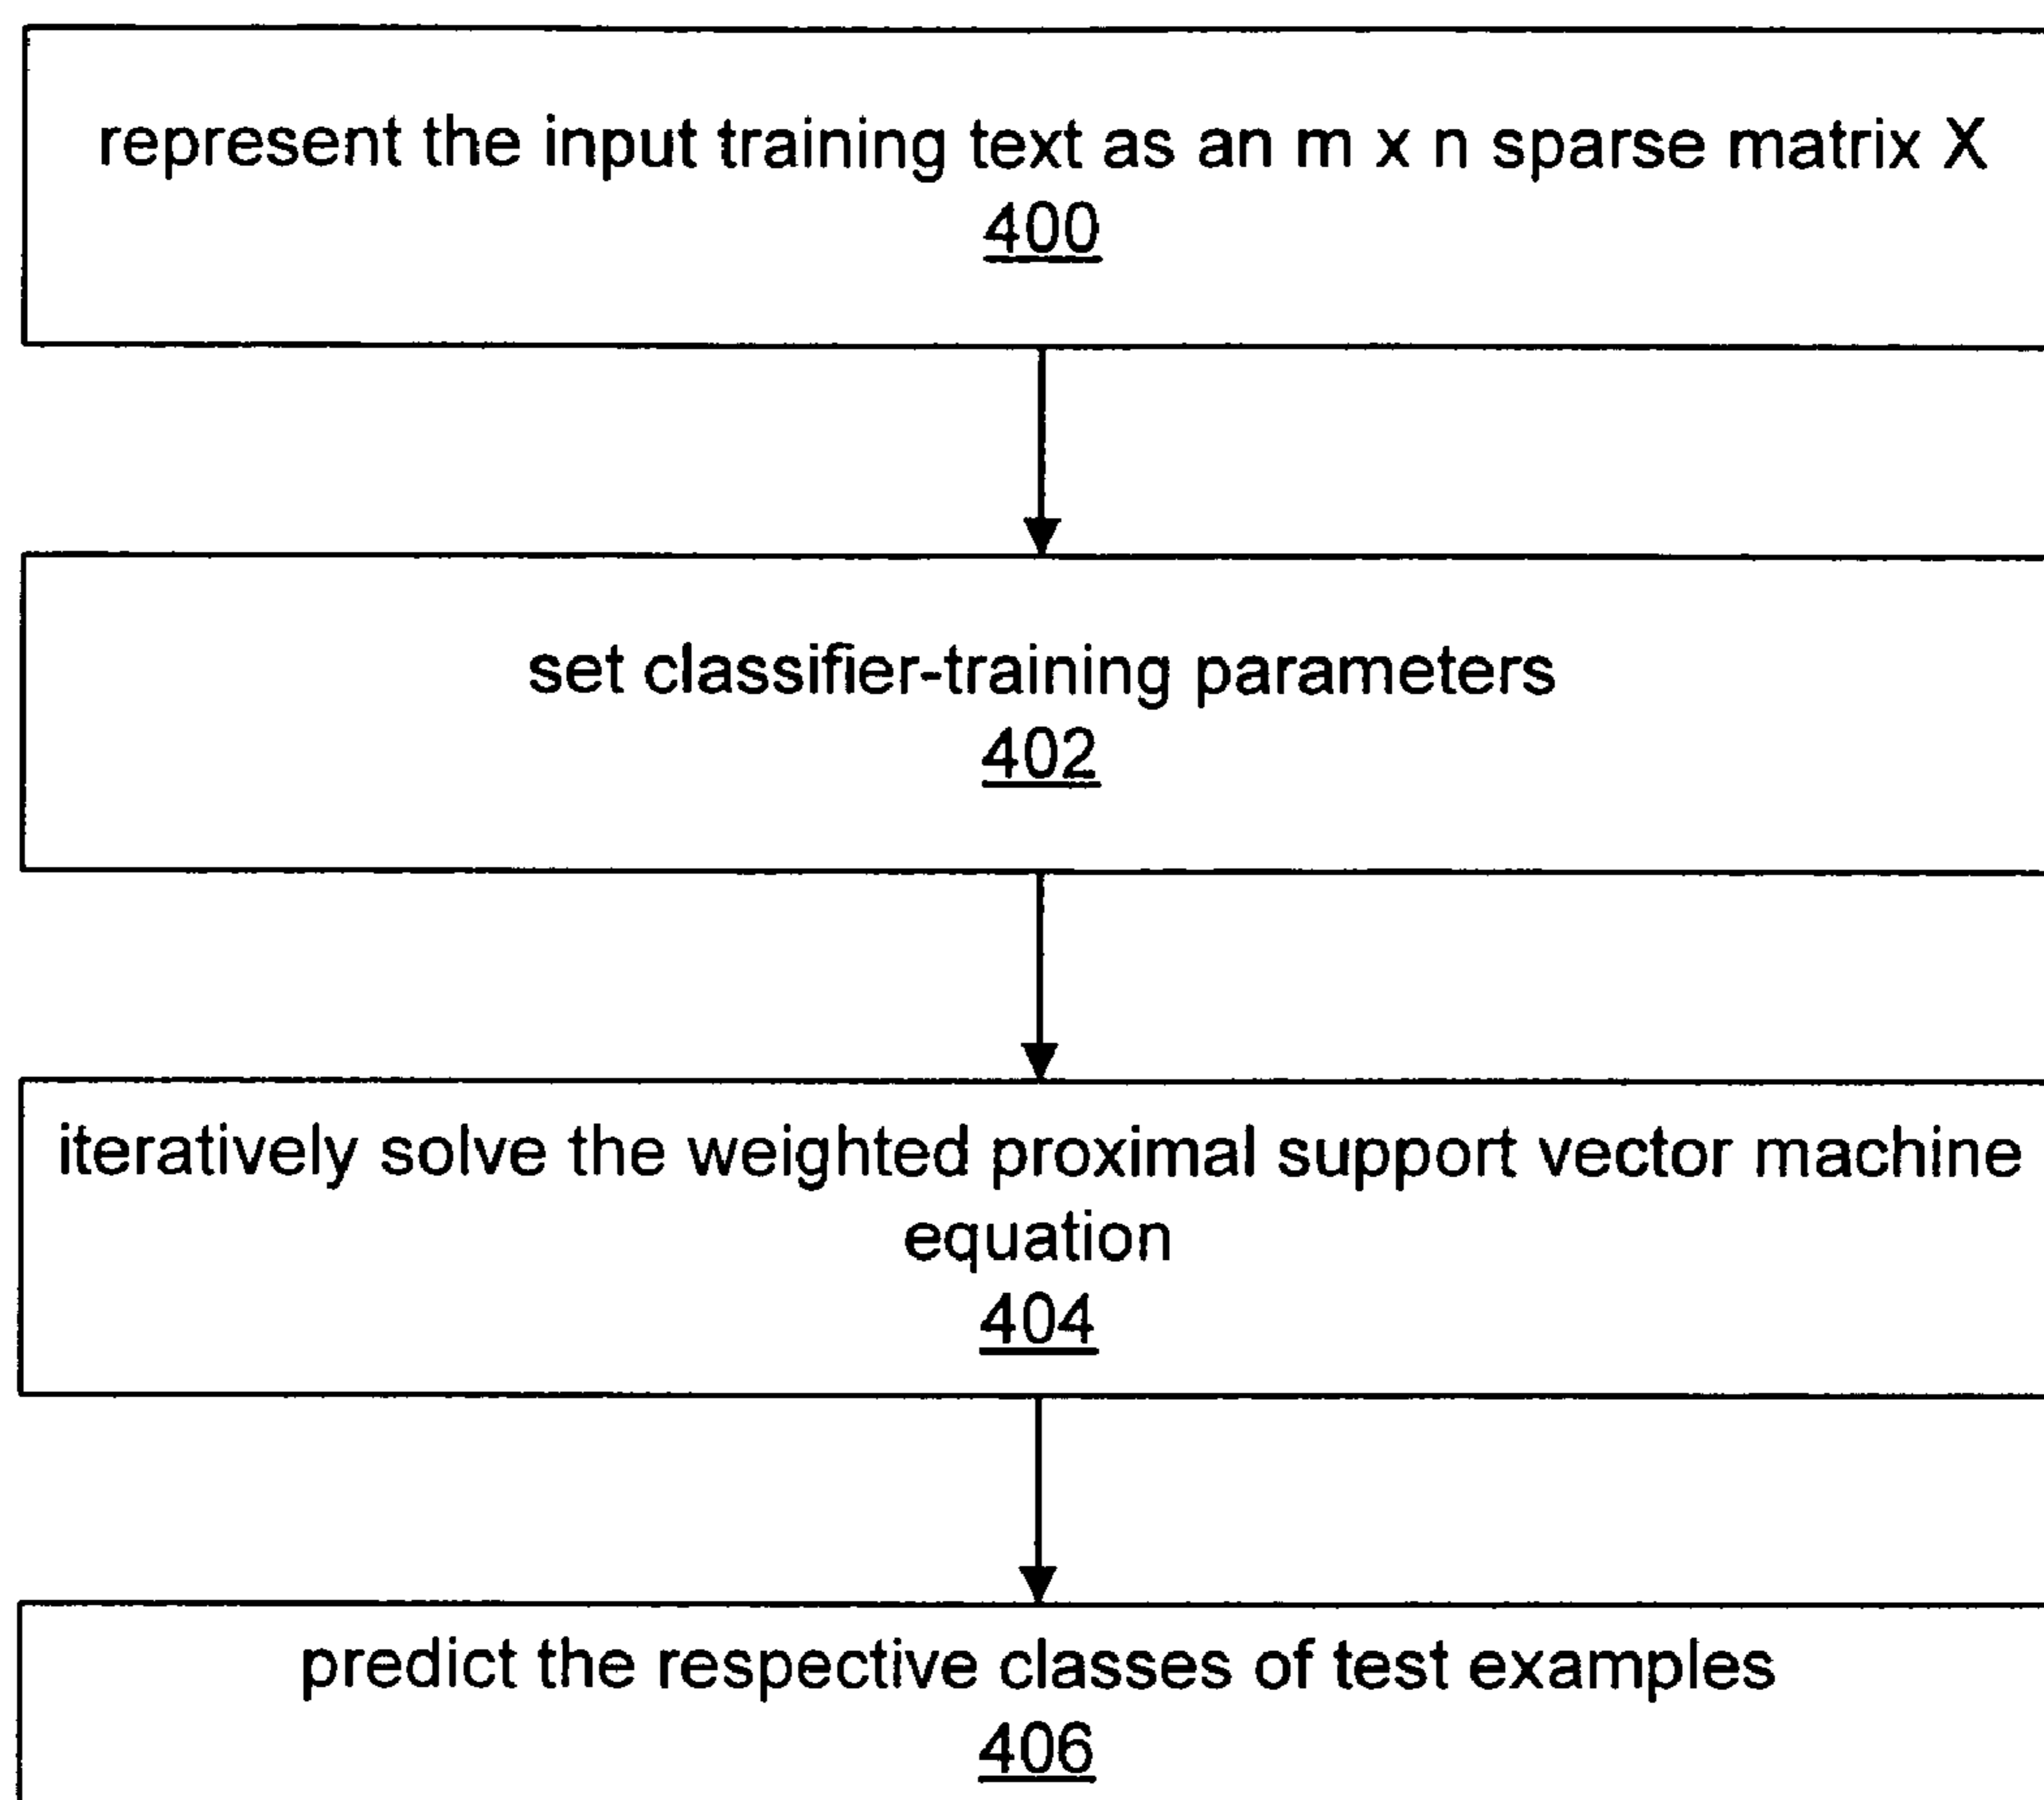 represent the input training text as an m x n sparse matrix X
400
set classifier-training parameters
402
iteratively solve the weighted proximal support vector machine
equation
404
predict the respective classes of test examples
406